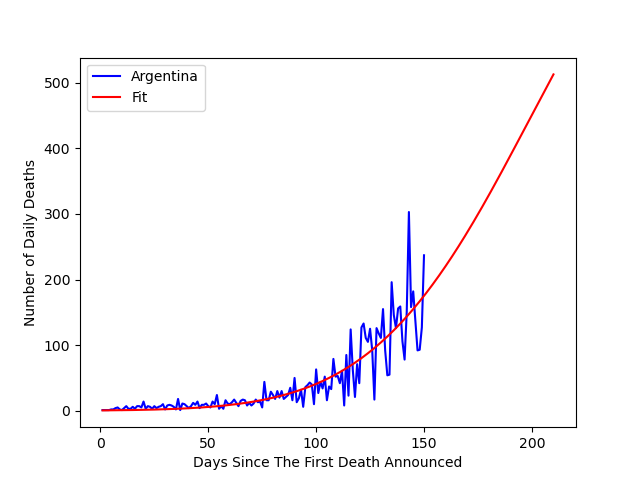 Argentina
Fit
500
400
300
200
100
0
Number of Daily Deaths
0 50 100 150 200
Days Since The First Death Announced